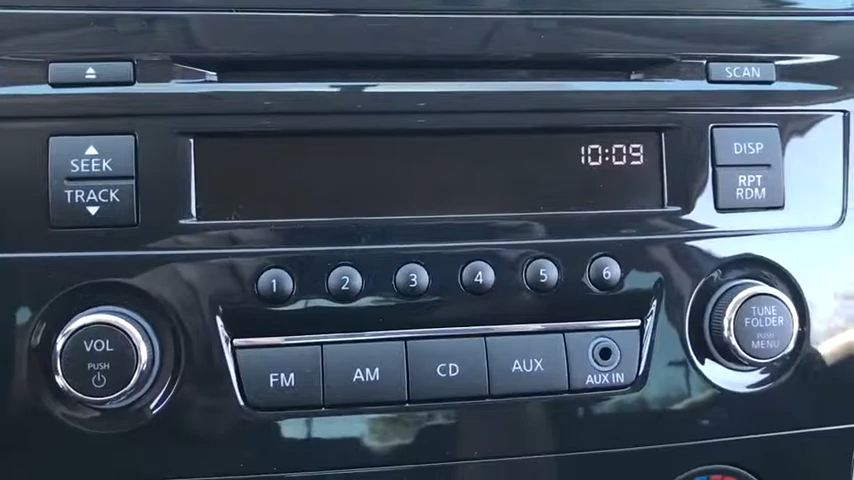 SCAN
SEEK
TRACK
10:09
DISP
RPT
RDM
1 2 3 4 5 6
VOL
PUSH
TUNE
FOLDER
PUSH
MENU
FM AM CD AUX AUX IN